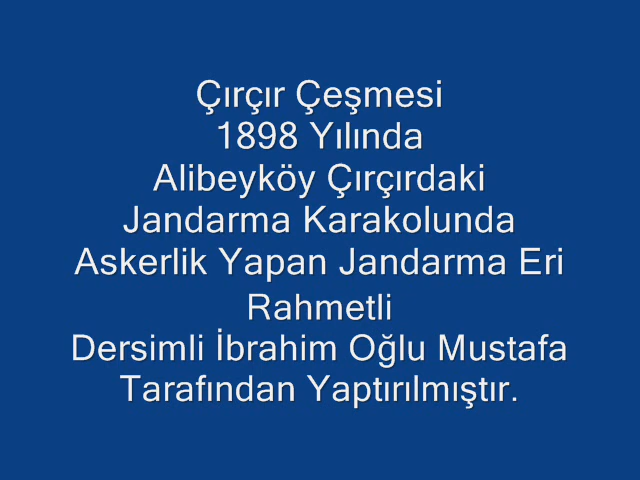 Çırçır Çeşmesi
1898 Yılında
Alibeyköy Çırçırdaki
Jandarma Karakolunda
Askerlik Yapan Jandarma Eri
Rahmetli
Dersimli İbrahim Oğlu Mustafa
Tarafından Yaptırılmıştır.